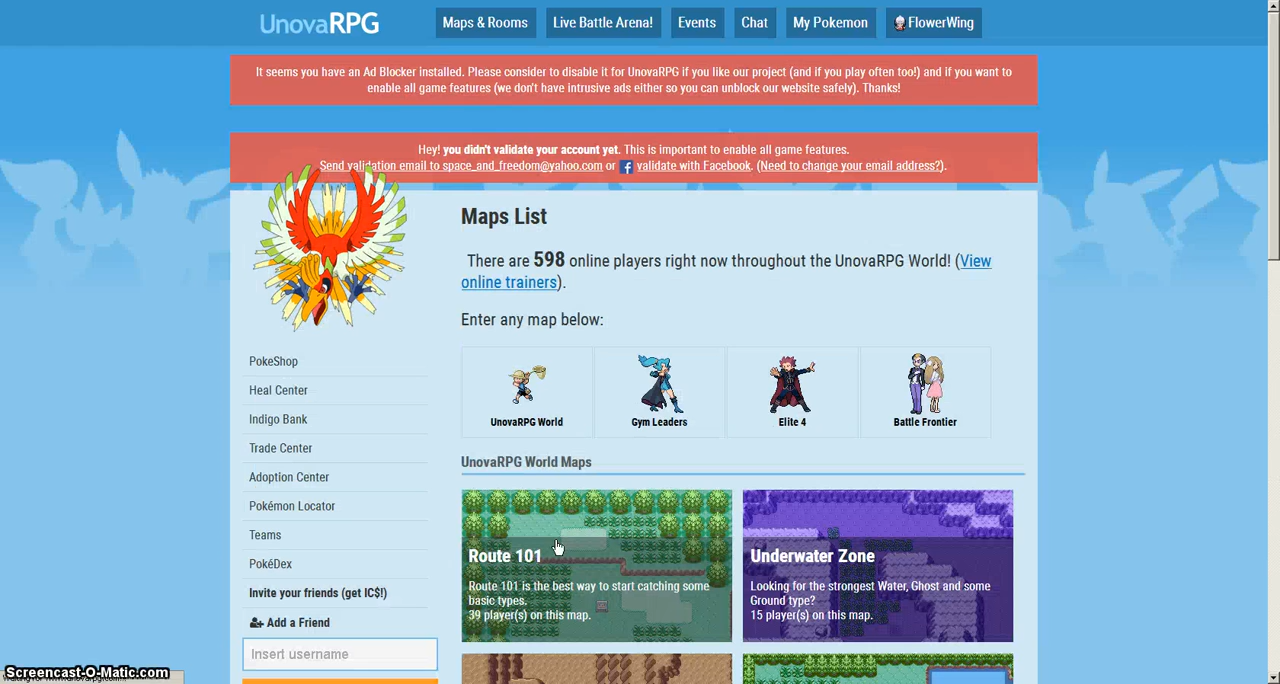 UnovaRPG
Maps & Rooms
Live Battle Arena!
Events
Chat
My Pokemon
FlowerWing
It seems you have an Ad Blocker installed. Please consider to disable it for UnovaRPG if you like our project (and if you play often too!) and if you want to
enable all game features (we don't have intrusive ads either so you can unblock our website safely). Thanks!
Hey! you didn't validate your account yet. This is important to enable all game features.
Send validation email to space_and_freedom@yahoo.com or validate with Facebook. (Need to change your email address?).
Maps List
There are 598 online players right now throughout the UnovaRPG World! (View
online trainers).
Enter any map below:
UnovaRPG World
Gym Leaders
Elite 4
Battle Frontier
UnovaRPG World Maps
Route 101
Route 101 is the best way to start catching some
basic types.
39 player(s) on this map.
Underwater Zone
Looking for the strongest Water, Ghost and some
Ground type?
15 player(s) on this map.
PokeShop
Heal Center
Indigo Bank
Trade Center
Adoption Center
Pokémon Locator
Teams
PokéDex
Invite your friends (get IC$!)
Add a Friend
Insert username
Screencast-O-Matic.com